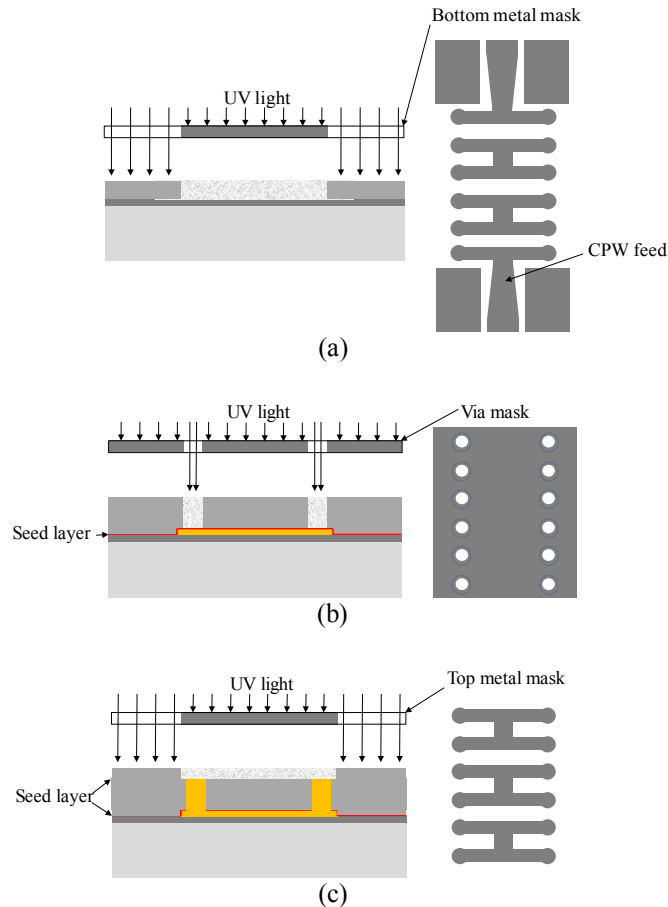 Bottom metal mask
UV light
CPW feed
(a)
UV light
Via mask
Seed layer
(b)
Top metal mask
UV light
Seed layer
(c)